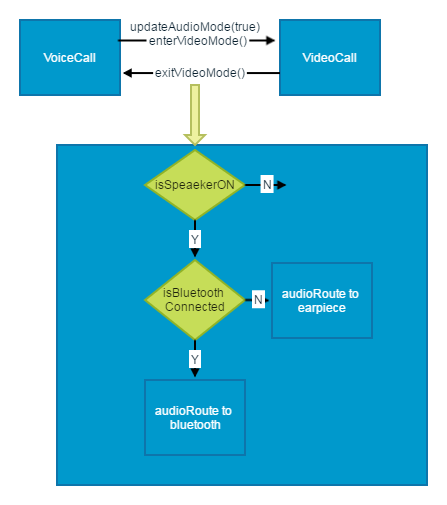 updateAudioMode(true)
enterVideoMode()
VoiceCall
VideoCall
exitVideoMode()
isSpeaekerON
N
Y
isBluetooth
Connected
N
audioRoute to
earpiece
Y
audioRoute to
bluetooth